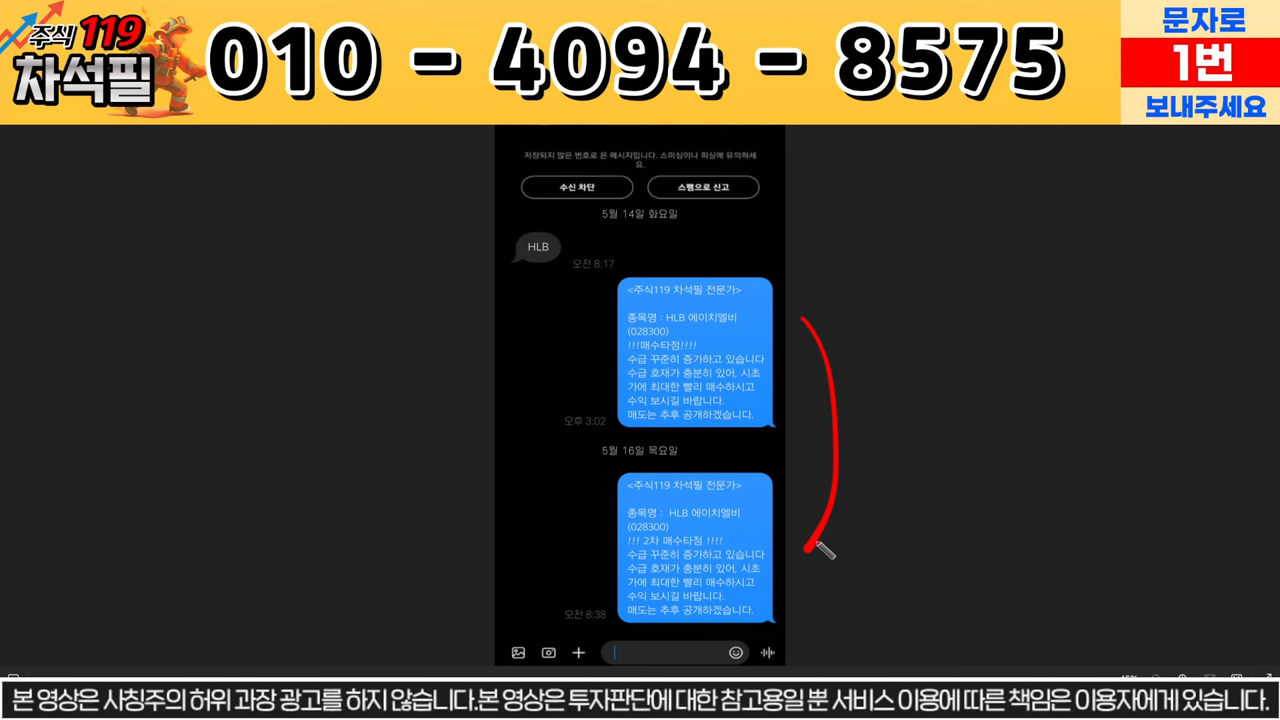 주식 119
차석필
010 - 4094 - 8575
문자로
1번
보내주세요
저장되지 않은 번호로 온 메시지입니다. 스미싱이나 피싱에 유의하세
요.
수신 차단
스팸으로 신고
5월 14일 화요일
HLB
오전 8:17
<주식119 차석필 전문가>
종목명 : HLB 에이치엘비
(028300)
!!!매수타점!!!!
수급 꾸준히 증가하고 있습니다
수급 호재가 충분히 있어, 시초
가에 최대한 빨리 매수하시고
수익 보시길 바랍니다.
매도는 추후 공개하겠습니다.
오후 3:02
5월 16일 목요일
<주식119 차석필 전문가>
종목명 : HLB 에이치엘비
(028300)
!!! 2차 매수타점 !!!!
수급 꾸준히 증가하고 있습니다
수급 호재가 충분히 있어, 시초
가에 최대한 빨리 매수하시고
수익 보시길 바랍니다.
매도는 추후 공개하겠습니다.
오전 8:38
본 영상은 사칭주의 허위 과장 광고를 하지 않습니다.본 영상은 투자판단에 대한 참고용일 뿐 서비스 이용에 따른 책임은 이용자에게 있습니다.